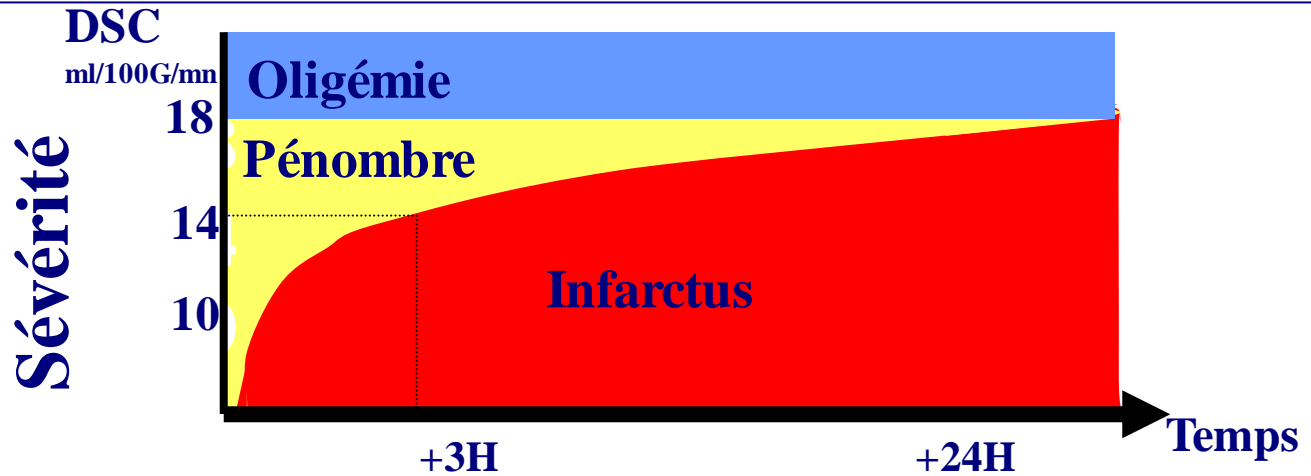 DSC
ml/100G/mn
Oligémie
18
Pénombre
Sévérité
14
Infarctus
10
Temps
+3H
+24H